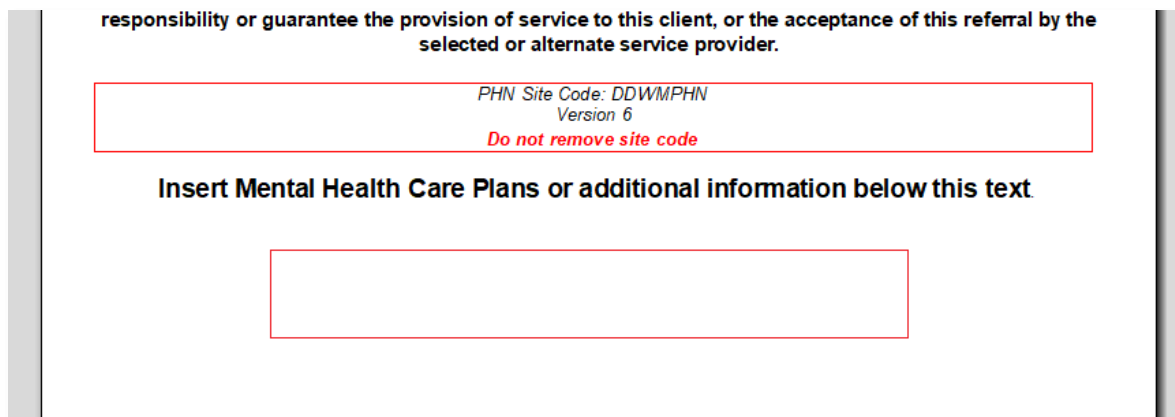 responsibility or guarantee the provision of service to this client, or the acceptance of this referral by the
selected or alternate service provider.
PHN Site Code: DDWMPHN
Version 6
Do not remove site code
Insert Mental Health Care Plans or additional information below this text.